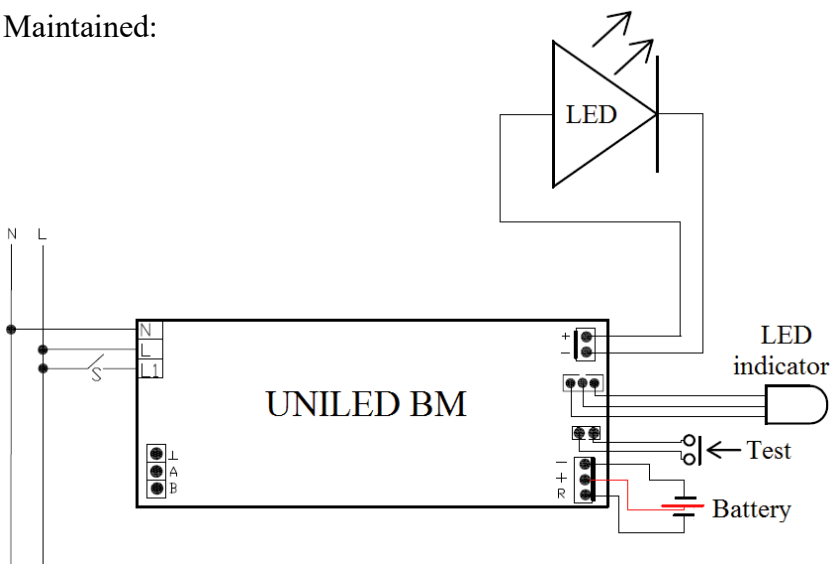 Maintained:
LED
N L
N
L
S
L1
+
−
LED
indicator
UNILED BM
Test
⊥
A
B
−
+
R
Battery